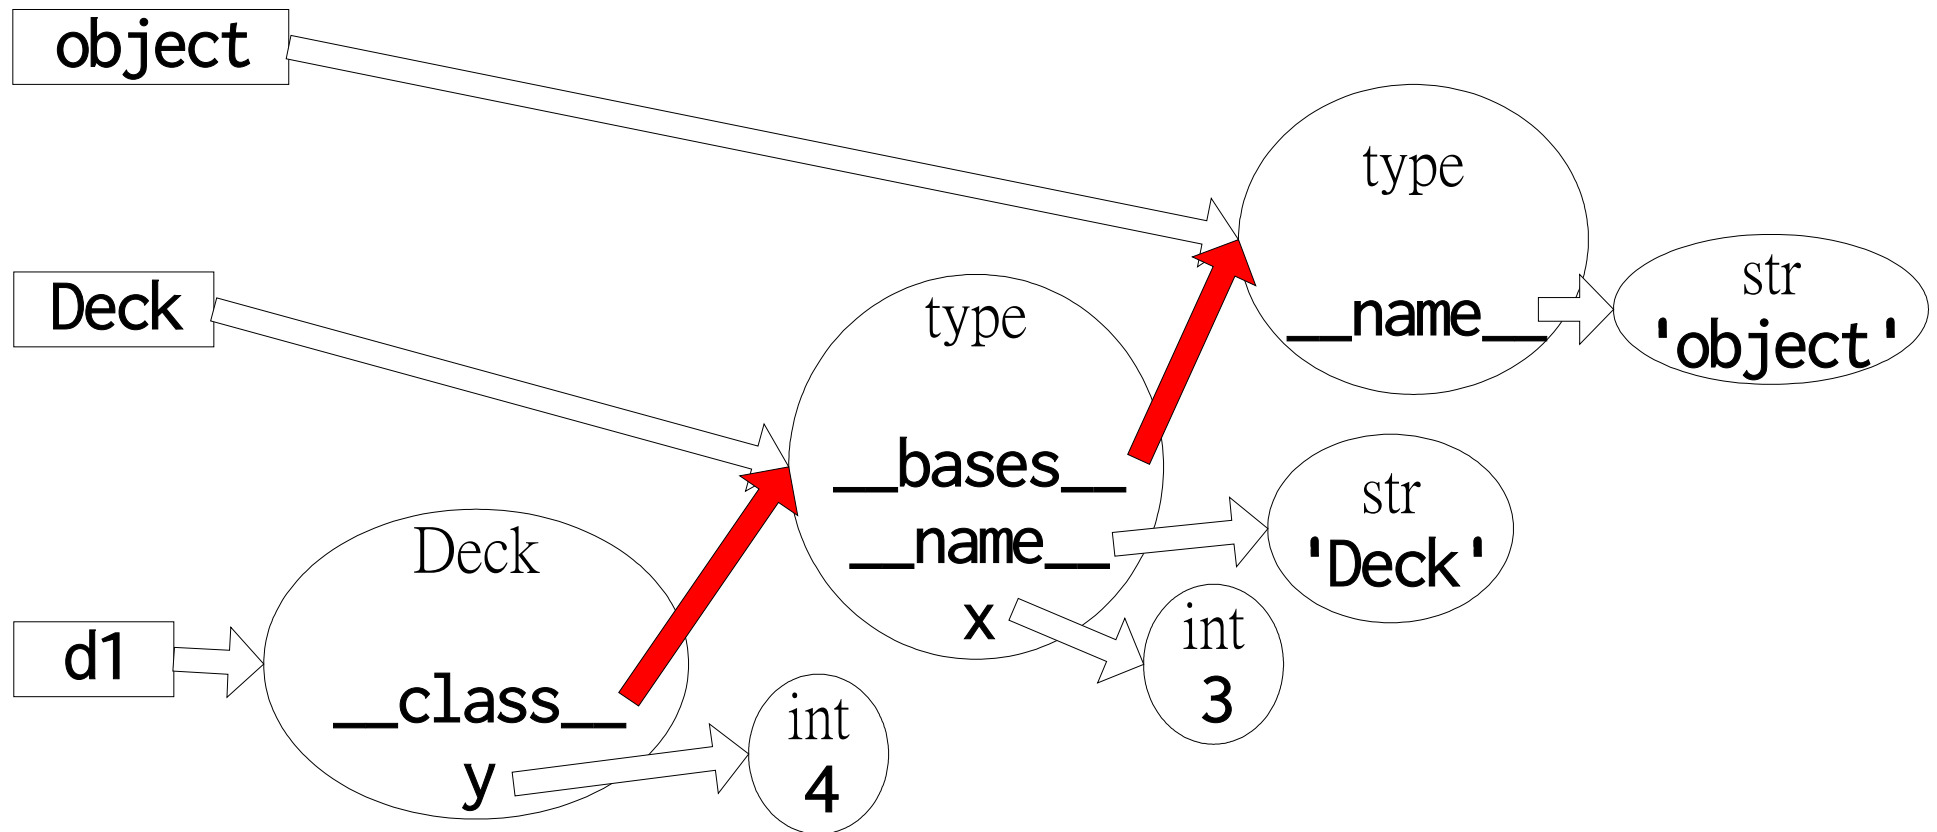 object
type
__name__
str
'object'
Deck
type
__bases__
__name__
x
str
'Deck'
int
3
d1
Deck
__class__
y
int
4